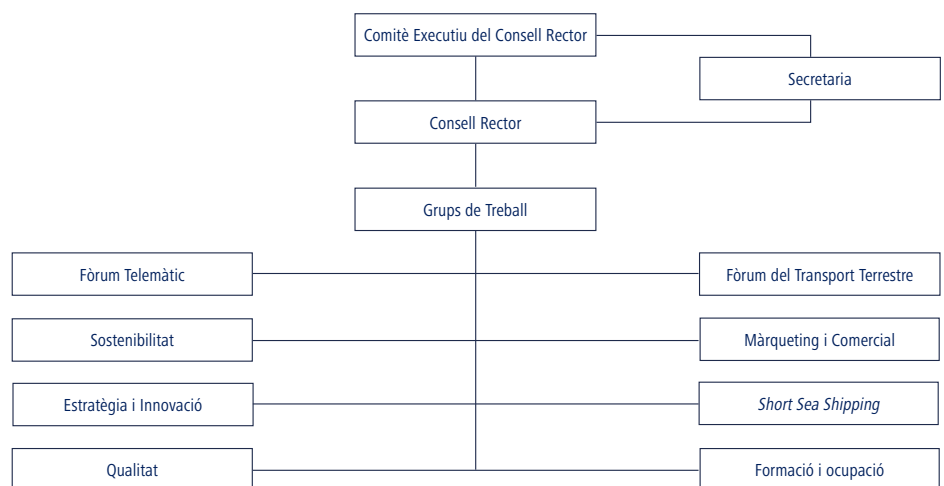 Comitè Executiu del Consell Rector
Secretaria
Consell Rector
Grups de Treball
Fòrum Telemàtic
Fòrum del Transport Terrestre
Sostenibilitat
Màrqueting i Comercial
Estratègia i Innovació
Short Sea Shipping
Qualitat
Formació i ocupació